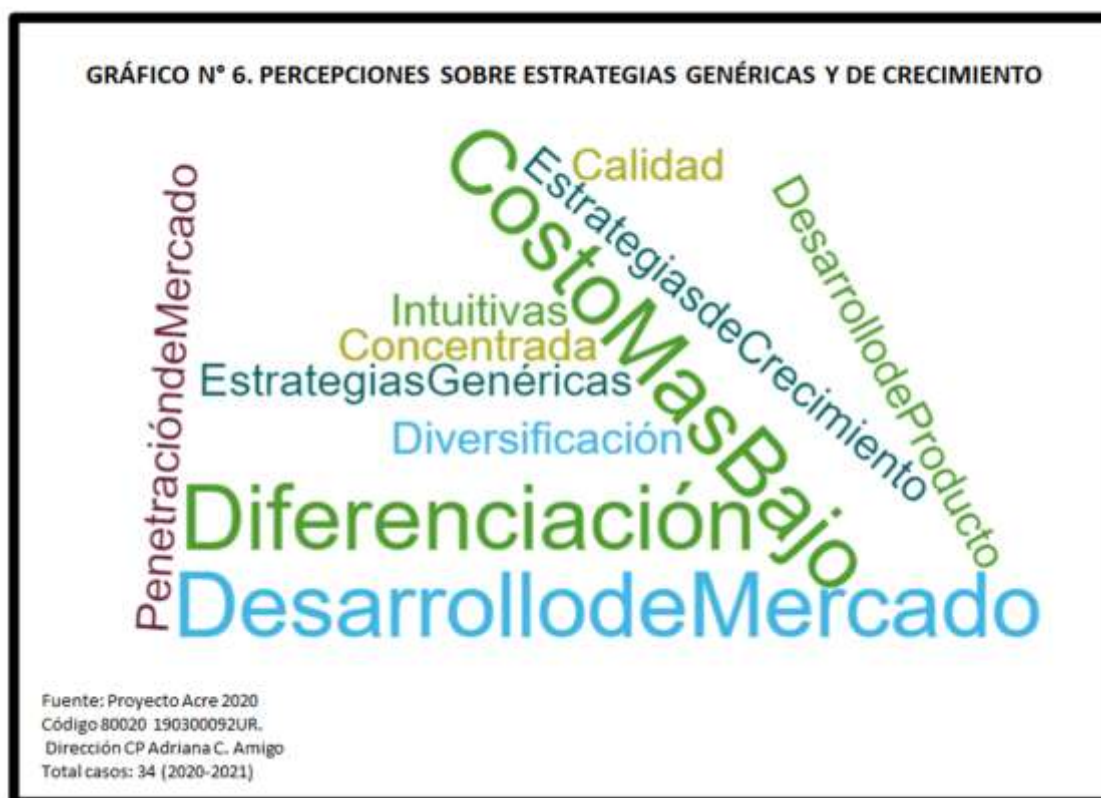 GRÁFICO N° 6. PERCEPCIONES SOBRE ESTRATEGIAS GENÉRICAS Y DE CRECIMIENTO
CostoMasBajo
EstrategiasdeCrecimiento
Calidad
DesarrollodeProducto
PenetracióndeMercado
Intuitivas
Concentrada
EstrategiasGenéricas
Diversificación
Diferenciación
DesarrollodeMercado
Fuente: Proyecto Acre 2020
Código 80020 190300092UR.
Dirección CP Adriana C. Amigo
Total casos: 34 (2020-2021)